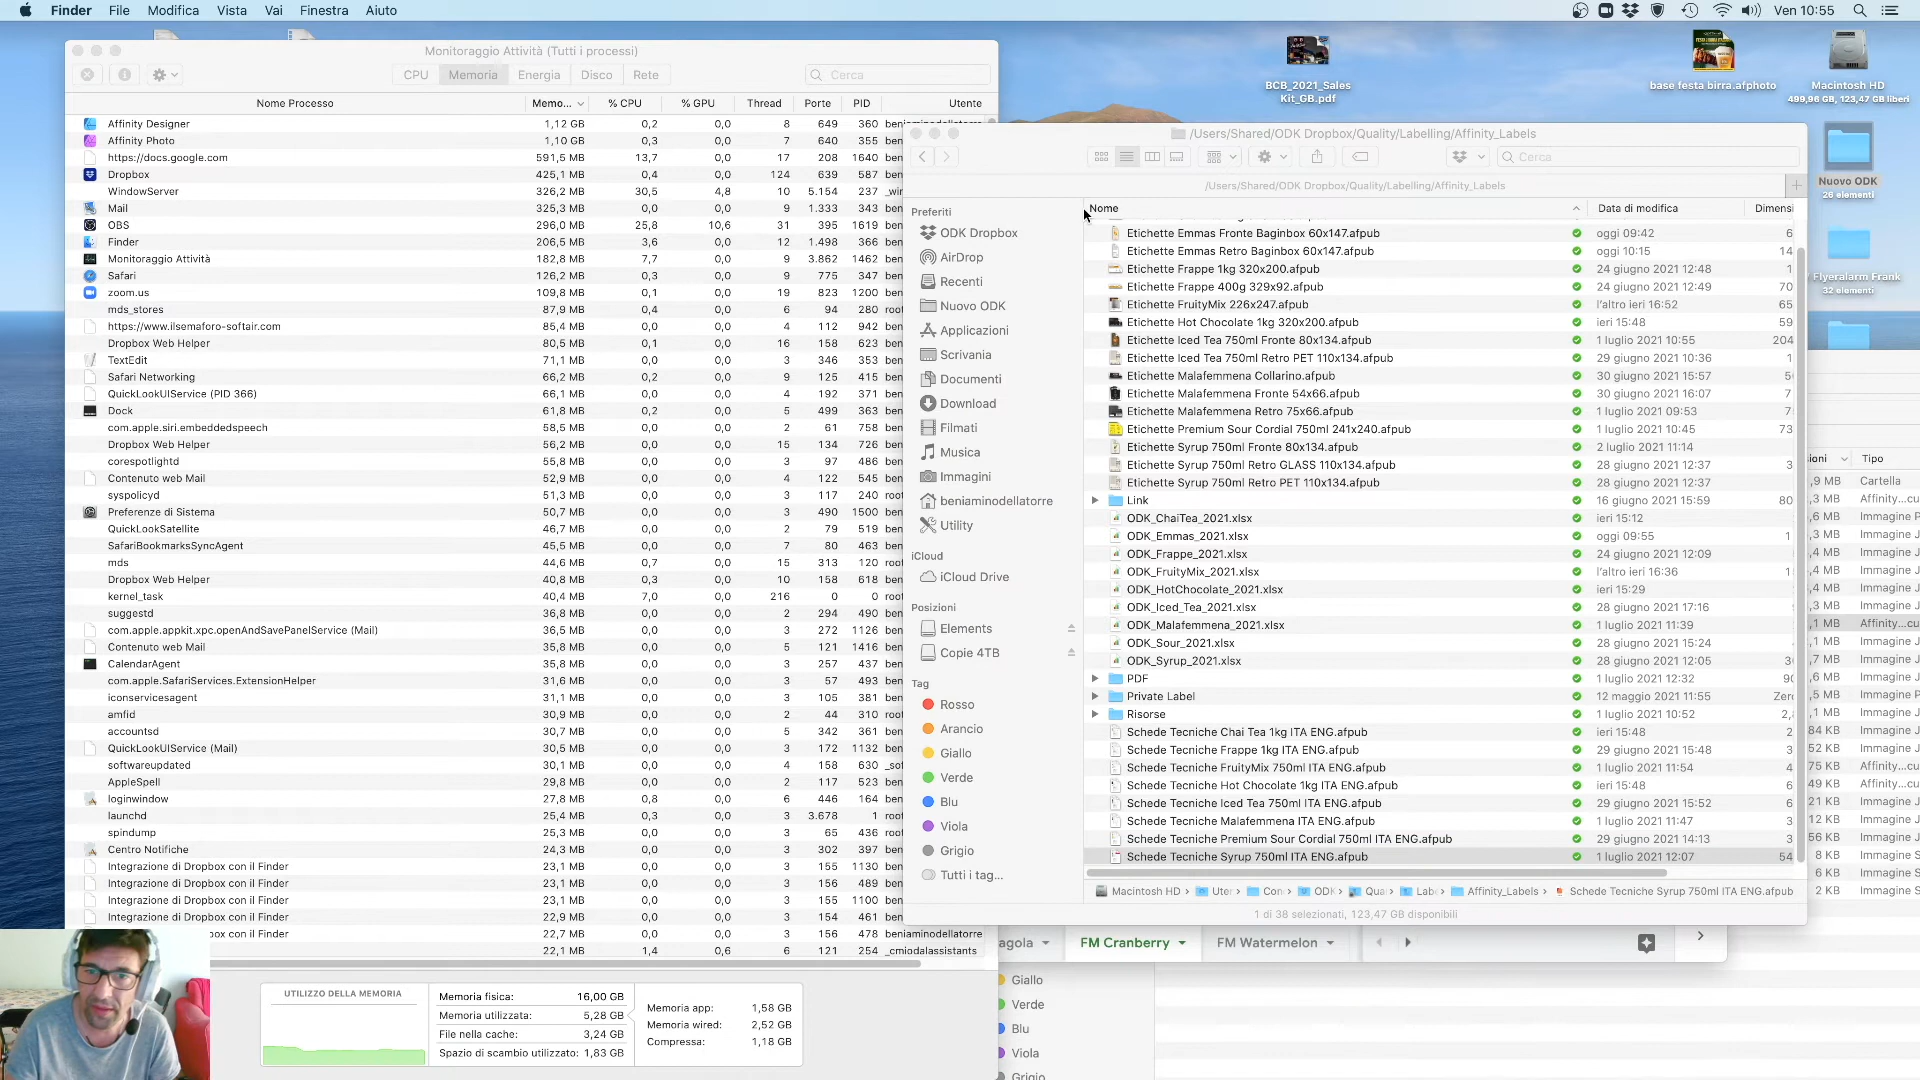 Finder File Modifica Vista Vai Finestra Aiuto Ven 10:55
Monitoraggio Attività (Tutti i processi)
CPU Memoria Energia Disco Rete Cerca
Nome Processo Memo... % CPU % GPU Thread Porte PID Utente
Affinity Designer 1,12 GB 0,2 0,0 8 649 360
Affinity Photo 1,10 GB 0,3 0,0 7 640 355
https://docs.google.com 591,5 MB 13,7 0,0 17 208 1640 ben
Dropbox 425,1 MB 0,4 0,0 124 639 587 ben
WindowServer 326,2 MB 30,5 4,8 10 5.154 237 _wi
Mail 325,3 MB 0,0 0,0 9 1.333 343 ben
OBS 296,0 MB 25,8 10,6 31 395 1619 ben
Finder 206,5 MB 3,6 0,0 12 1.498 366 ben
Monitoraggio Attività 182,8 MB 7,7 0,0 9 3.862 1462 ben
Safari 126,2 MB 0,3 0,0 9 775 347 ben
zoom.us 109,8 MB 0,1 0,0 19 823 1200 ben
mds_stores 87,9 MB 0,4 0,0 6 94 280 roo
https://www.ilsemaforo-softair.com 85,4 MB 0,0 0,0 4 112 942 ben
Dropbox Web Helper 80,5 MB 0,1 0,0 16 158 623 ben
TextEdit 71,1 MB 0,0 0,0 3 346 353 ben
Safari Networking 66,2 MB 0,2 0,0 9 125 415 ben
QuickLookUIService (PID 366) 66,1 MB 0,0 0,0 4 192 371 ben
Dock 61,8 MB 0,2 0,0 5 499 363 ben
com.apple.siri.embeddedspeech 58,5 MB 0,0 0,0 2 61 758 ben
Dropbox Web Helper 56,2 MB 0,0 0,0 15 134 726 ben
corespotlightd 55,8 MB 0,0 0,0 3 97 486 ben
Contenuto web Mail 55,2 MB 0,0 0,0 4 122 545 ben
syspolicyd 51,3 MB 0,0 0,0 3 117 240 roo
Preferenze di Sistema 50,7 MB 0,0 0,0 3 490 1500 ben
QuickLookSatellite 46,7 MB 0,0 0,0 2 79 519 ben
SafariBookmarksSyncAgent 45,5 MB 0,0 0,0 7 80 463 ben
mds 44,6 MB 0,7 0,0 15 313 120 roo
Dropbox Web Helper 40,8 MB 0,3 0,0 10 158 618 ben
kernel_task 40,4 MB 7,0 0,0 216 0 0 roo
suggestd 36,8 MB 0,0 0,0 2 294 490 ben
com.apple.appkit.xpc.openAndSavePanelService (Mail) 36,5 MB 0,0 0,0 3 272 1126 ben
Contenuto web Mail 35,8 MB 0,0 0,0 5 121 1416 ben
CalendarAgent 35,8 MB 0,0 0,0 3 257 437 ben
com.apple.SafariServices.ExtensionHelper 31,6 MB 0,0 0,0 3 57 493 ben
iconservicesagent 31,1 MB 0,0 0,0 3 105 381 ben
amfid 30,9 MB 0,0 0,0 2 44 310 roo
accountsd 30,7 MB 0,0 0,0 5 342 361 ben
QuickLookUIService (Mail) 30,5 MB 0,0 0,0 3 172 1132 ben
softwareupdated 30,1 MB 0,0 0,0 4 158 630 _sof
AppleSpell 29,8 MB 0,0 0,0 2 117 523 ben
loginwindow 27,8 MB 0,8 0,0 6 446 164 ben
launchd 25,4 MB 0,3 0,0 3 3.678 1 roo
spindump 25,3 MB 0,0 0,0 3 65 436 roo
Centro Notifiche 24,3 MB 0,0 0,0 3 302 397 ben
Integrazione di Dropbox con il Finder 23,1 MB 0,0 0,0 3 155 1130 ben
Integrazione di Dropbox con il Finder 23,1 MB 0,0 0,0 3 156 489 ben
Integrazione di Dropbox con il Finder 23,1 MB 0,0 0,0 3 155 1100 ben
Integrazione di Dropbox con il Finder 22,9 MB 0,0 0,0 3 154 461 ben
box con il Finder 22,7 MB 0,0 0,0 3 156 478 beniaminodellatorre
22,1 MB 1,4 0,6 6 121 254 _cmiodalassistants
UTILIZZO DELLA MEMORIA
Memoria fisica: 16,00 GB
Memoria utilizzata: 5,28 GB
File nella cache: 3,24 GB
Spazio di scambio utilizzato: 1,83 GB
Memoria app: 1,58 GB
Memoria wired: 2,52 GB
Compressa: 1,18 GB
BCB_2021_Sales
Kit_GB.pdf
base festa birra.afphoto
Macintosh HD
499,96 GB, 123,47 GB liberi
Nuovo ODK
26 elementi
Flyeralarm Frank
32 elementi
/Users/Shared/ODK Dropbox/Quality/Labelling/Affinity_Labels
Cerca
/Users/Shared/ODK Dropbox/Quality/Labelling/Affinity_Labels
Preferiti
ODK Dropbox
AirDrop
Recenti
Nuovo ODK
Applicazioni
Scrivania
Documenti
Download
Filmati
Musica
Immagini
beniaminodellatorre
Utility
iCloud
iCloud Drive
Posizioni
Elements
Copie 4TB
Tag
Rosso
Arancio
Giallo
Verde
Blu
Viola
Grigio
Tutti i tag...
Nome Data di modifica Dimensi
Etichette Emmas Fronte Baginbox 60x147.afpub oggi 09:42 6
Etichette Emmas Retro Baginbox 60x147.afpub oggi 10:15 14
Etichette Frappe 1kg 320x200.afpub 24 giugno 2021 12:48 1
Etichette Frappe 400g 329x92.afpub 24 giugno 2021 12:49 70
Etichette FruityMix 226x247.afpub l'altro ieri 16:52 65
Etichette Hot Chocolate 1kg 320x200.afpub ieri 15:48 59
Etichette Iced Tea 750ml Fronte 80x134.afpub 1 luglio 2021 10:55 204
Etichette Iced Tea 750ml Retro PET 110x134.afpub 29 giugno 2021 10:36 1
Etichette Malafemmena Collarino.afpub 30 giugno 2021 15:57 5
Etichette Malafemmena Fronte 54x66.afpub 30 giugno 2021 16:07 7
Etichette Malafemmena Retro 75x66.afpub 1 luglio 2021 09:53 7
Etichette Premium Sour Cordial 750ml 241x240.afpub 1 luglio 2021 10:45 73
Etichette Syrup 750ml Fronte 80x134.afpub 2 luglio 2021 11:14
Etichette Syrup 750ml Retro GLASS 110x134.afpub 28 giugno 2021 12:37 3
Etichette Syrup 750ml Retro PET 110x134.afpub 28 giugno 2021 12:37
Link 16 giugno 2021 15:59 80
ODK_ChaiTea_2021.xlsx ieri 15:12
ODK_Emmas_2021.xlsx oggi 09:55 1
ODK_Frappe_2021.xlsx 24 giugno 2021 12:09
ODK_FruityMix_2021.xlsx l'altro ieri 16:36 1
ODK_HotChocolate_2021.xlsx ieri 15:29
ODK_Iced_Tea_2021.xlsx 28 giugno 2021 17:16
ODK_Malafemmena_2021.xlsx 1 luglio 2021 11:39
ODK_Sour_2021.xlsx 28 giugno 2021 15:24
ODK_Syrup_2021.xlsx 28 giugno 2021 12:05 3
PDF 1 luglio 2021 12:32 90
Private Label 12 maggio 2021 11:55 Zero
Risorse 1 luglio 2021 10:52 2,
Schede Tecniche Chai Tea 1kg ITA ENG.afpub ieri 15:48 2
Schede Tecniche Frappe 1kg ITA ENG.afpub 29 giugno 2021 15:48 3
Schede Tecniche FruityMix 750ml ITA ENG.afpub 1 luglio 2021 11:54 4
Schede Tecniche Hot Chocolate 1kg ITA ENG.afpub ieri 15:48 6
Schede Tecniche Iced Tea 750ml ITA ENG.afpub 29 giugno 2021 15:52 6
Schede Tecniche Malafemmena ITA ENG.afpub 1 luglio 2021 11:47 3
Schede Tecniche Premium Sour Cordial 750ml ITA ENG.afpub 29 giugno 2021 14:13 3
Schede Tecniche Syrup 750ml ITA ENG.afpub 1 luglio 2021 12:07 54
Macintosh HD › Uter › Con › ODK › Qua › Lab › Affinity_Labels › Schede Tecniche Syrup 750ml ITA ENG.afpub
1 di 38 selezionati, 123,47 GB disponibili
agola FM Cranberry FM Watermelon
Giallo
Verde
Blu
Viola
Grigio
ioni Tipo
,9 MB Cartella